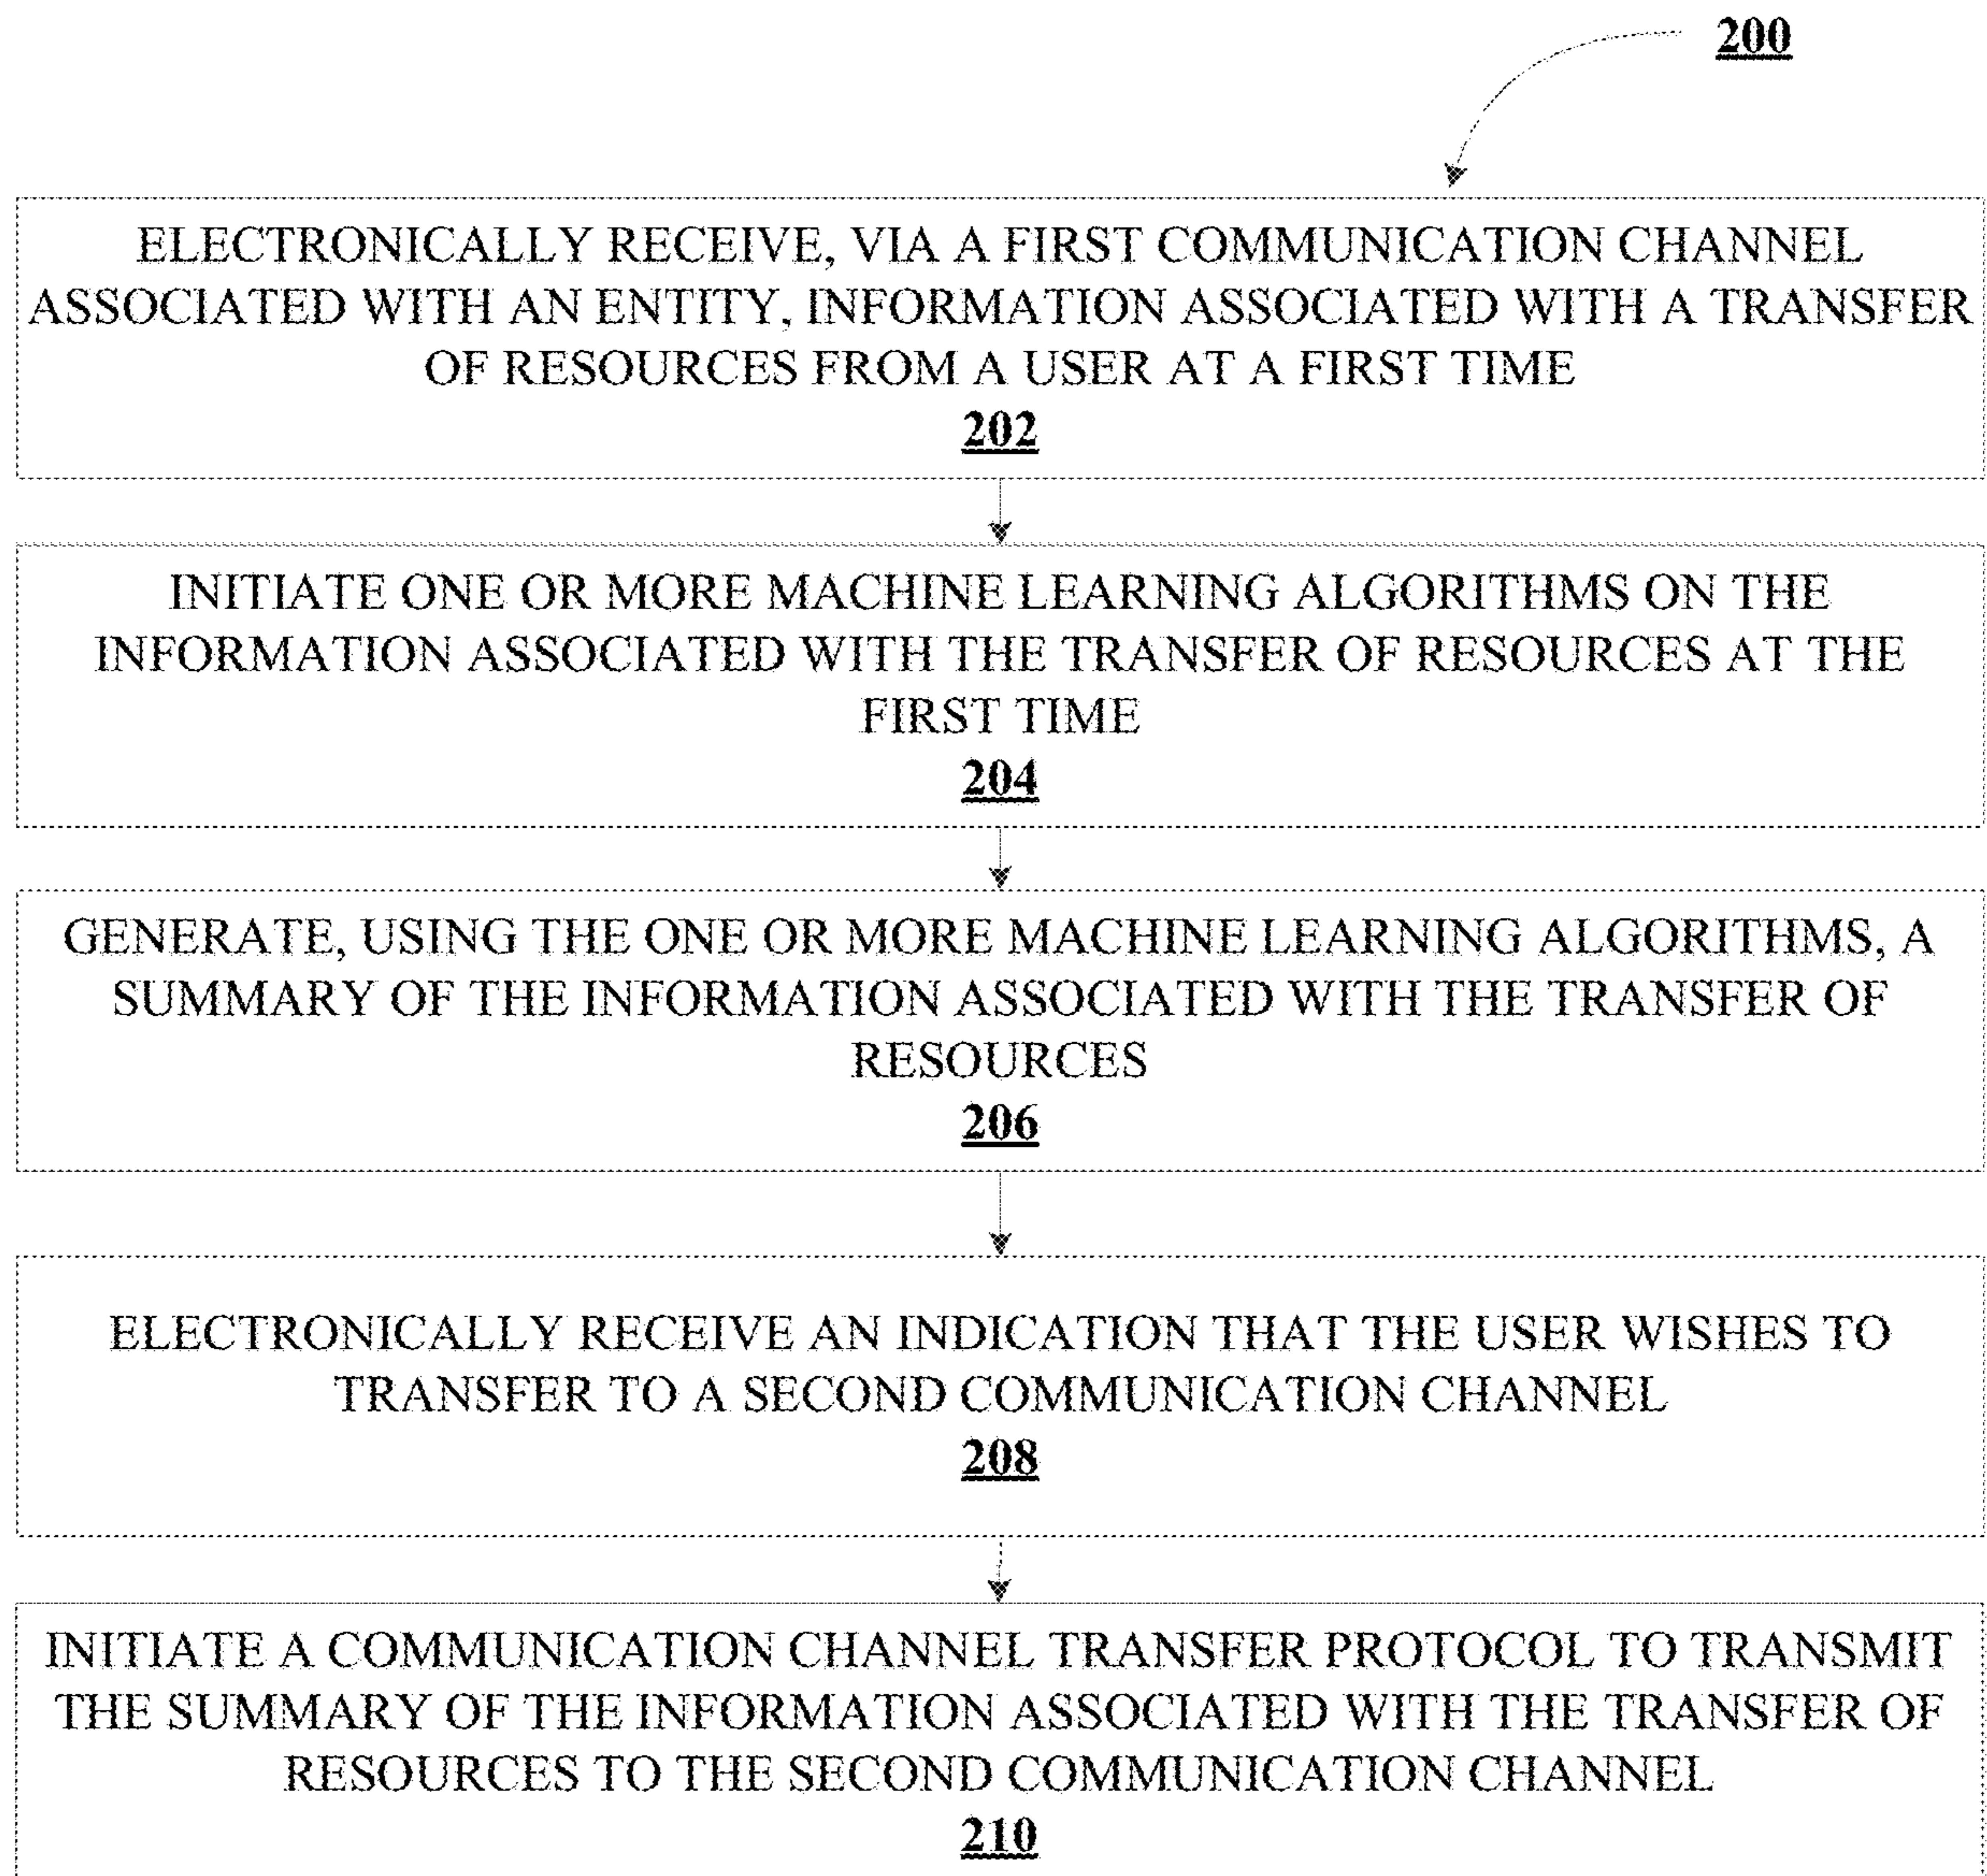 200
ELECTRONICALLY RECEIVE, VIA A FIRST COMMUNICATION CHANNEL
ASSOCIATED WITH AN ENTITY, INFORMATION ASSOCIATED WITH A TRANSFER
OF RESOURCES FROM A USER AT A FIRST TIME
202
INITIATE ONE OR MORE MACHINE LEARNING ALGORITHMS ON THE
INFORMATION ASSOCIATED WITH THE TRANSFER OF RESOURCES AT THE
FIRST TIME
204
GENERATE, USING THE ONE OR MORE MACHINE LEARNING ALGORITHMS, A
SUMMARY OF THE INFORMATION ASSOCIATED WITH THE TRANSFER OF
RESOURCES
206
ELECTRONICALLY RECEIVE AN INDICATION THAT THE USER WISHES TO
TRANSFER TO A SECOND COMMUNICATION CHANNEL
208
INITIATE A COMMUNICATION CHANNEL TRANSFER PROTOCOL TO TRANSMIT
THE SUMMARY OF THE INFORMATION ASSOCIATED WITH THE TRANSFER OF
RESOURCES TO THE SECOND COMMUNICATION CHANNEL
210